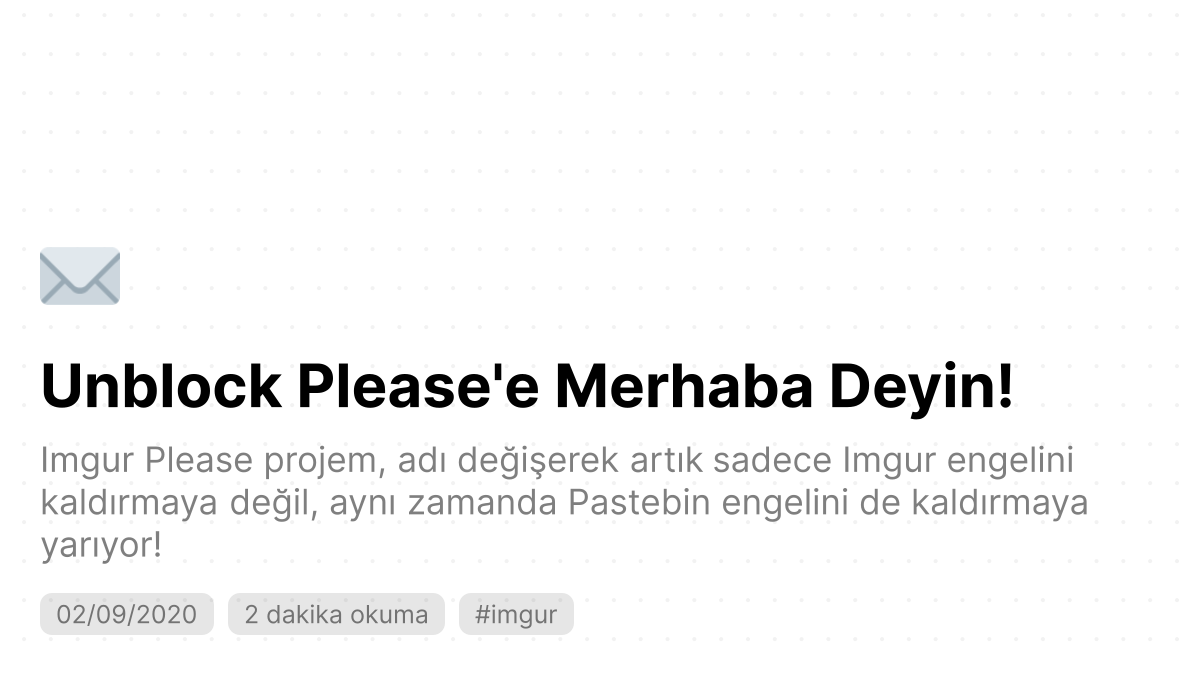 Unblock Please'e Merhaba Deyin!
Imgur Please projem, adı değişerek artık sadece Imgur engelini
kaldırmaya değil, aynı zamanda Pastebin engelini de kaldırmaya
yarıyor!
02/09/2020 2 dakika okuma #imgur